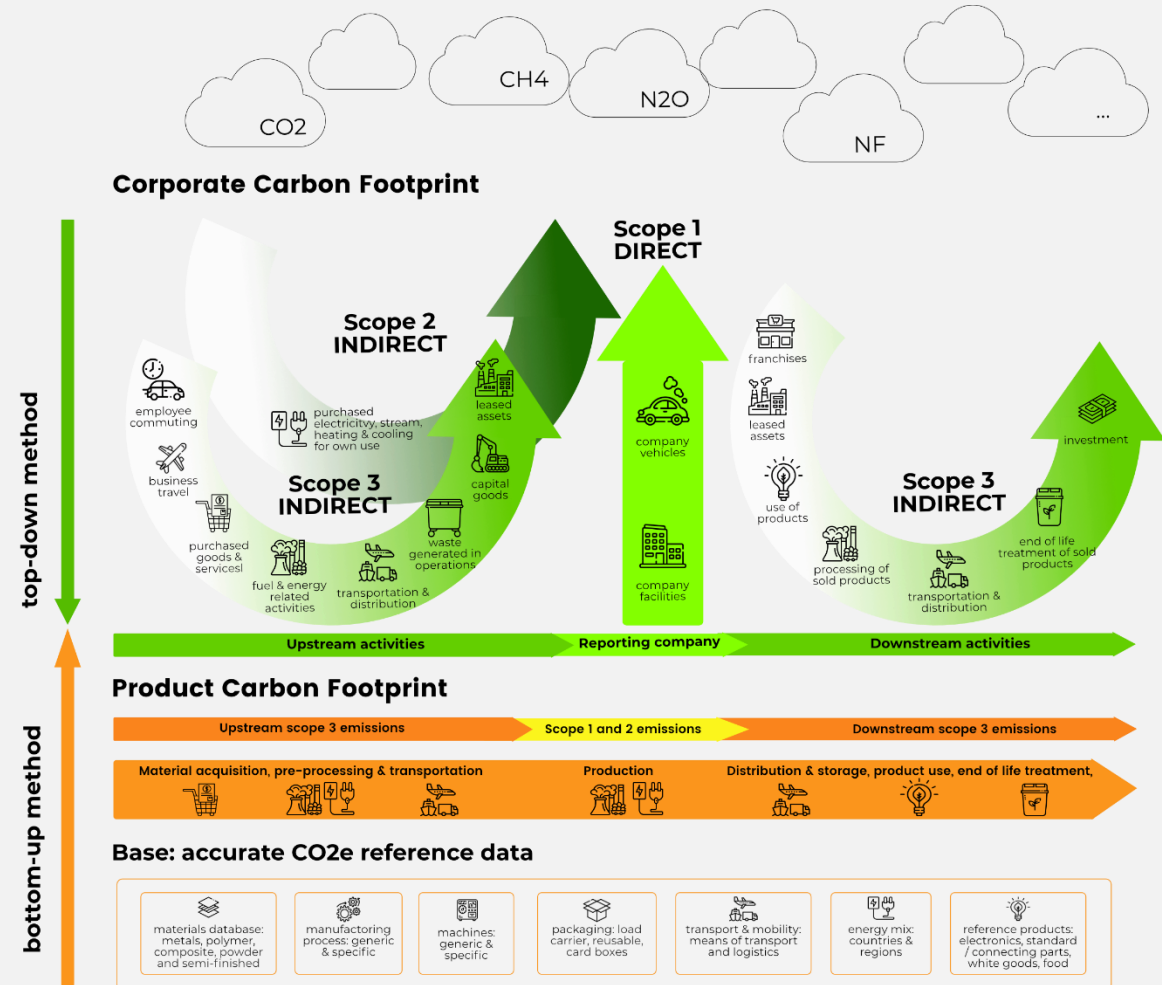 CO2
CH4
N2O
NF
...
Corporate Carbon Footprint
top-down method
Scope 1
DIRECT
Scope 2
INDIRECT
purchased
electricitvy, stream,
heating & cooling
for own use
Scope 3
INDIRECT
employee
commuting
business
travel
purchased
goods &
servicesl
fuel & energy
related
activities
transportation &
distribution
waste
generated in
operations
capital
goods
leased
assets
company
vehicles
company
facilities
franchises
leased
assets
use of
products
processing of
sold products
transportation &
distribution
end of life
treatment of sold
products
investment
Scope 3
INDIRECT
Upstream activities
Reporting company
Downstream activities
bottom-up method
Product Carbon Footprint
Upstream scope 3 emissions
Scope 1 and 2 emissions
Downstream scope 3 emissions
Material acquisition, pre-processing & transportation
Production
Distribution & storage, product use, end of life treatment,
Base: accurate CO2e reference data
materials database:
metals, polymer,
composite, powder
and semi-finished
manufactoring
process: generic
& specific
machines:
generic &
specific
packaging: load
carrier, reusable,
card boxes
transport & mobility:
means of transport
and logistics
energy mix:
countries &
regions
reference products:
electronics, standard
/ connecting parts,
white goods, food